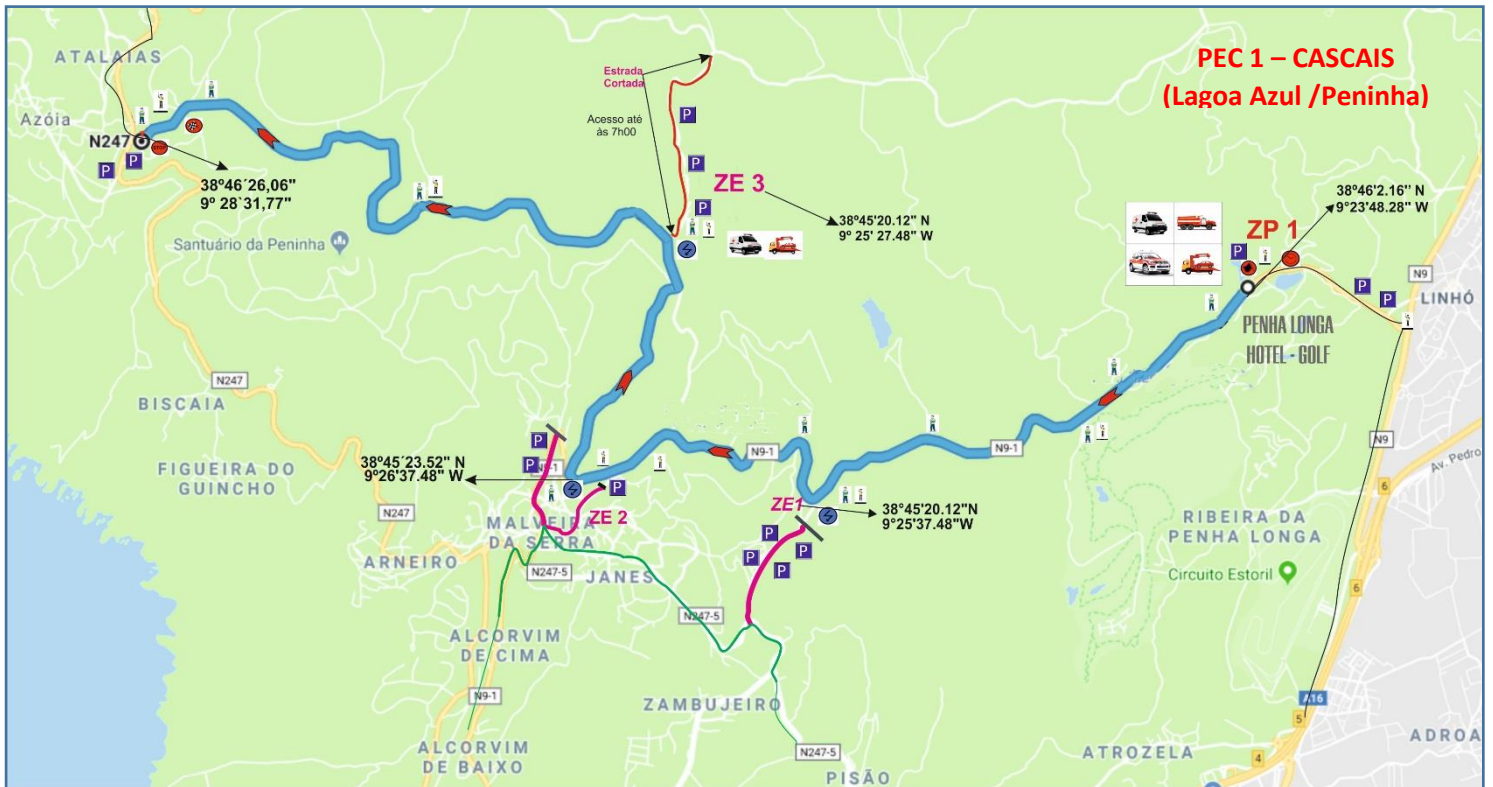 PEC 1 – CASCAIS
(Lagoa Azul /Peninha)
ATALAIAS
Azóia
N247
P
P
STOP
38º46´26,06"
9º 28`31,77"
Santuário da Peninha
Estrada
Cortada
Acesso até
às 7h00
P
P
P
ZE 3
38º45'20.12" N
9º 25' 27.48" W
38º46'2.16'' N
9º23'48.28" W
ZP 1
P
P
P
N9
LINHÓ
PENHA LONGA
HOTEL - GOLF
N247
BISCAIA
FIGUEIRA DO
GUINCHO
38º45´23.52" N
9º26'37.48" W
P
P
N9-1
P
ZE 2
N9-1
N9-1
ZE1
38º45'20.12"N
9º25'37.48"W
P
P
P
P
N9
Av. Pedro
6
N247
MALVEIRA
DA SERRA
ARNEIRO
N247-5
JANES
N247-5
RIBEIRA DA
PENHA LONGA
Circuito Estoril
6
ALCORVIM
DE CIMA
N9-1
ZAMBUJEIRO
A16
5
ALCORVIM
DE BAIXO
N247-5
PISÃO
ATROZELA
4
ADROA